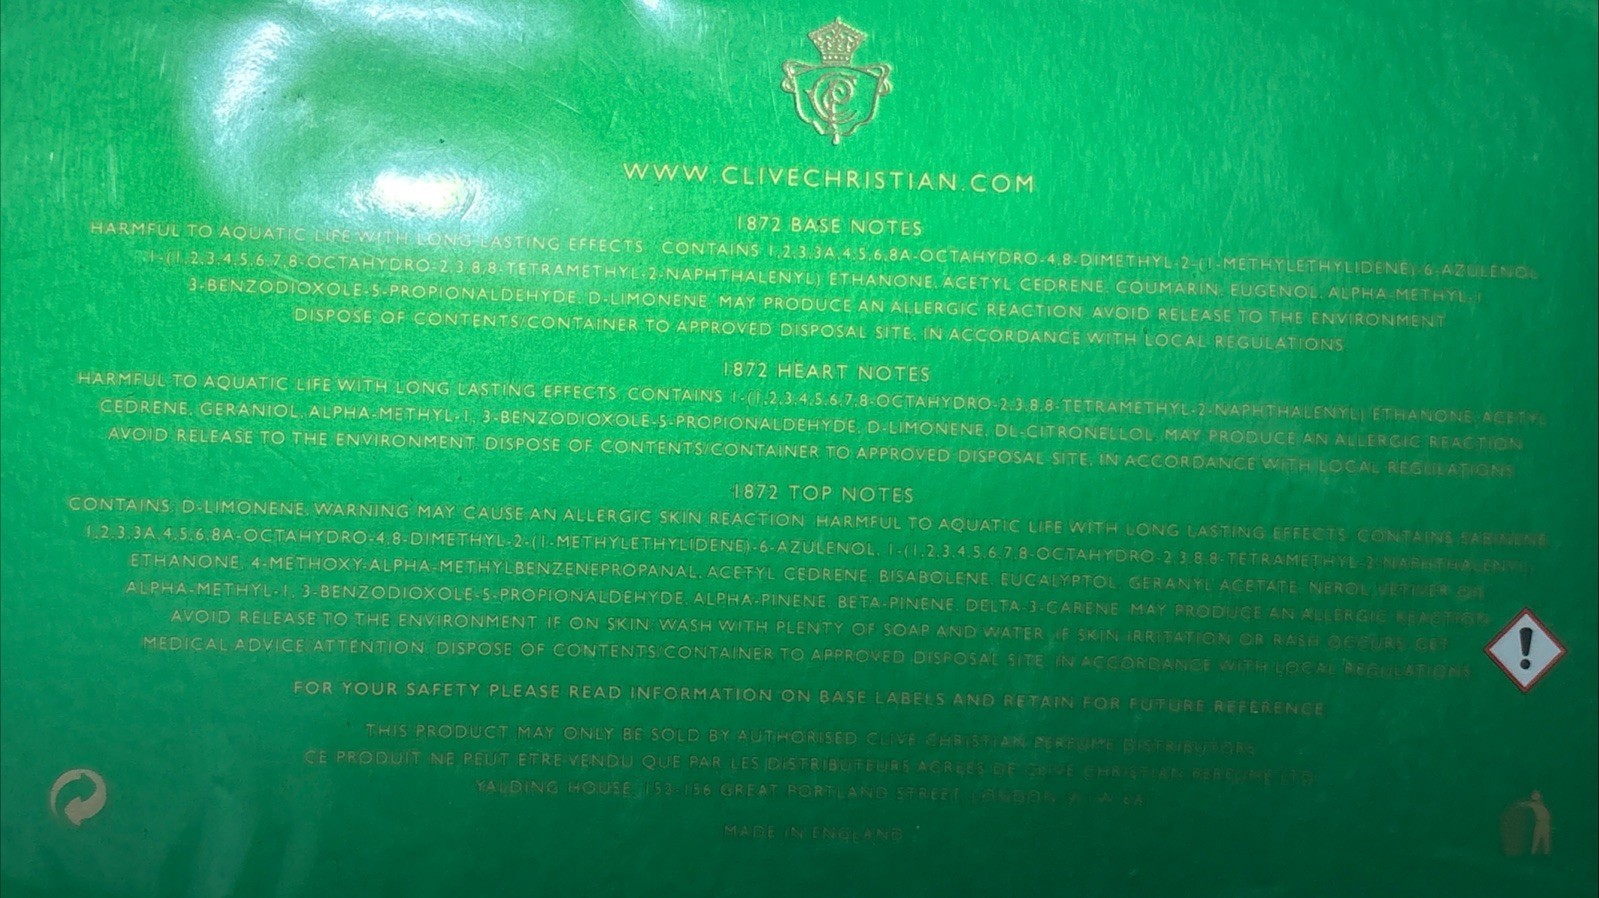 WWW.CLIVECHRISTIAN.COM
1872 BASE NOTES
HARMFUL TO AQUATIC LIFE WITH LONG LASTING EFFECTS CONTAINS 1,2,3,3A,4,5,6,8A-OCTAHYDRO-4,8-DIMETHYL-2-(1-METHYLETHYLIDENE)-6-AZULENOL
1-(1,2,3,4,5,6,7,8-OCTAHYDRO-2,3,8,8-TETRAMETHYL-2-NAPHTHALENYL) ETHANONE, ACETYL CEDRENE, COUMARIN, EUGENOL, ALPHA-METHYL-1
3-BENZODIOXOLE-5-PROPIONALDEHYDE, D-LIMONENE, MAY PRODUCE AN ALLERGIC REACTION AVOID RELEASE TO THE ENVIRONMENT
DISPOSE OF CONTENTS/CONTAINER TO APPROVED DISPOSAL SITE, IN ACCORDANCE WITH LOCAL REGULATIONS
1872 HEART NOTES
HARMFUL TO AQUATIC LIFE WITH LONG LASTING EFFECTS CONTAINS 1-(1,2,3,4,5,6,7,8-OCTAHYDRO-2,3,8,8-TETRAMETHYL-2-NAPHTHALENYL) ETHANONE, ACETYL
CEDRENE, GERANIOL, ALPHA-METHYL-1, 3-BENZODIOXOLE-5-PROPIONALDEHYDE, D-LIMONENE, DL-CITRONELLOL, MAY PRODUCE AN ALLERGIC REACTION
AVOID RELEASE TO THE ENVIRONMENT, DISPOSE OF CONTENTS/CONTAINER TO APPROVED DISPOSAL SITE, IN ACCORDANCE WITH LOCAL REGULATIONS
1872 TOP NOTES
CONTAINS: D-LIMONENE, WARNING MAY CAUSE AN ALLERGIC SKIN REACTION HARMFUL TO AQUATIC LIFE WITH LONG LASTING EFFECTS CONTAINS SABINENE,
1,2,3,3A,4,5,6,8A-OCTAHYDRO-4,8-DIMETHYL-2-(1-METHYLETHYLIDENE)-6-AZULENOL, 1-(1,2,3,4,5,6,7,8-OCTAHYDRO-2,3,8,8-TETRAMETHYL-2-NAPHTHALENYL)
ETHANONE, 4-METHOXY-ALPHA-METHYLBENZENEPROPANAL, ACETYL CEDRENE, BISABOLENE, EUCALYPTOL, GERANYL ACETATE, NEROL, VETIVER OIL
ALPHA-METHYL-1, 3-BENZODIOXOLE-5-PROPIONALDEHYDE, ALPHA-PINENE, BETA-PINENE, DELTA-3-CARENE MAY PRODUCE AN ALLERGIC REACTION
AVOID RELEASE TO THE ENVIRONMENT, IF ON SKIN WASH WITH PLENTY OF SOAP AND WATER, IF SKIN IRRITATION OR RASH OCCURS: GET
MEDICAL ADVICE ATTENTION DISPOSE OF CONTENTS CONTAINER TO APPROVED DISPOSAL SITE, IN ACCORDANCE WITH LOCAL REGULATIONS
FOR YOUR SAFETY PLEASE READ INFORMATION ON BASE LABELS AND RETAIN FOR FUTURE REFERENCE
THIS PRODUCT MAY ONLY BE SOLD BY AUTHORISED CLIVE CHRISTIAN PERFUME DISTRIBUTORS
CE PRODUIT NE PEUT ETRE VENDU QUE PAR LES DISTRIBUTEURS AGREES DE CLIVE CHRISTIAN PERFUME LTD
YALDING HOUSE, 152-156 GREAT PORTLAND STREET, LONDON
MADE IN ENGLAND